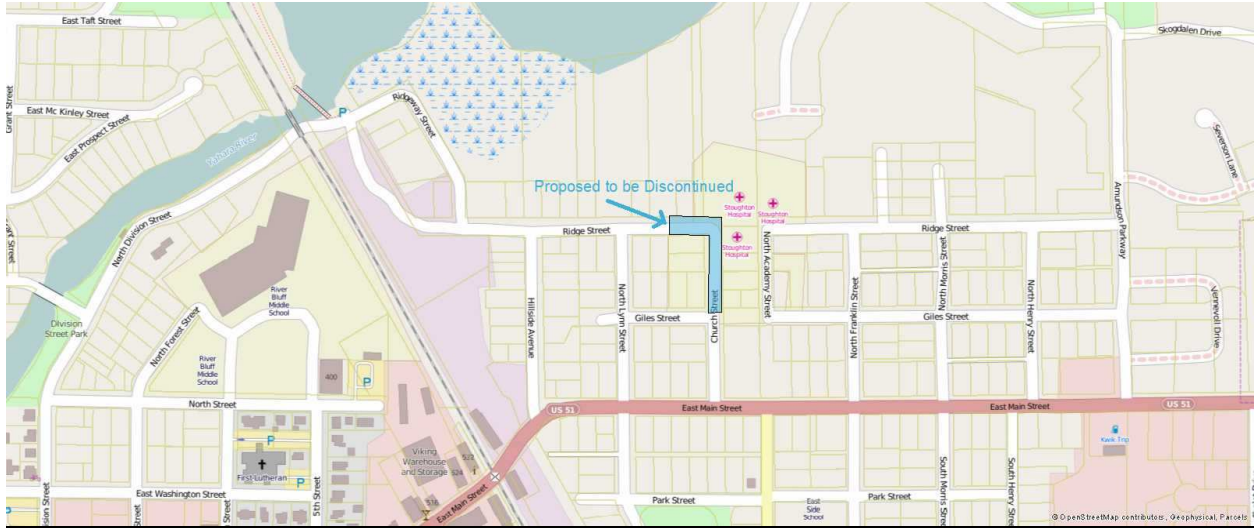 East Taft Street
Skogdalen Drive
Grant Street
East Mc Kinley Street
East Prospect Street
Ridgeway Street
P
Yahara River
Severson Lane
Proposed to be Discontinued
Stoughton
Hospital
Stoughton
Hospital
Stoughton
Hospital
Amundson Parkway
North Division Street
Ridge Street
Ridge Street
North Academy Street
North Morris Street
River
Bluff
Middle
School
Hillside Avenue
North Lynn Street
Church Street
North Franklin Street
North Henry Street
Vennevoll Drive
Giles Street
Giles Street
Division
Street Park
North Forest Street
River
Bluff
Middle
School
400
P
North Street
East Main Street
East Main Street
US 51
US 51
Kwik Trip
P
Viking
Warehouse
and Storage
524
First Lutheran
P
5th Street
East Washington Street
516
East Main Street
Park Street
Park Street
East
Side
School
South Morris Street
South Henry Street
© OpenStreetMap contributors, Geophysical, Parcels